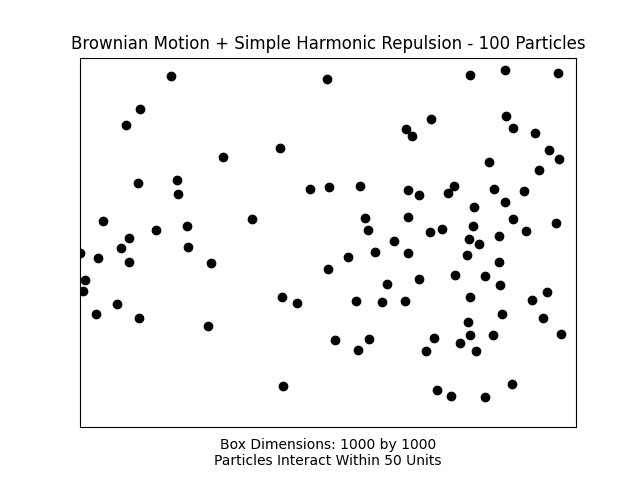 Brownian Motion + Simple Harmonic Repulsion - 100 Particles
Box Dimensions: 1000 by 1000
Particles Interact Within 50 Units